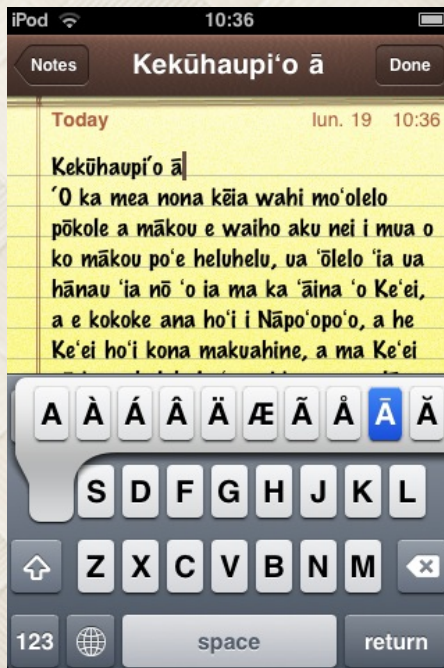 iPod 10:36
Notes Kekūhaupiʻo ā Done
Today Iun. 19 10:36
Kekūhaupiʻo ā
ʻO ka mea nona kēia wahi moʻolelo
pōkole a mākou e waiho aku nei i mua o
ko mākou poʻe heluhelu, ua ʻōlelo ʻia ua
hānau ʻia nō ʻo ia ma ka ʻāina ʻo Keʻei,
a e kokoke ana hoʻi i Nāpoʻopoʻo, a he
Keʻei hoʻi kona makuahine, a ma Keʻei
A À Á Â Ä Æ Ã Å Ā Ă
S D F G H J K L
Z X C V B N M
123 space return